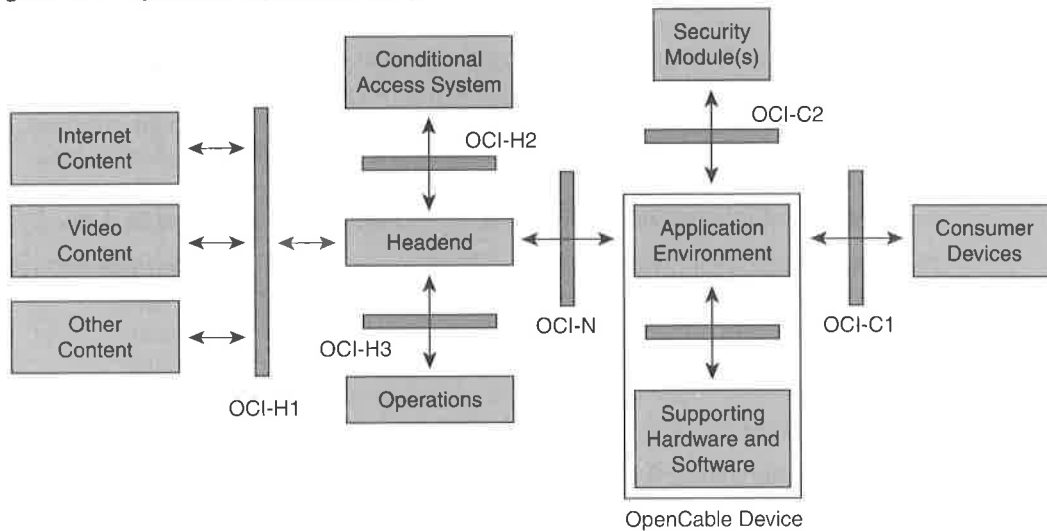 Security
Module(s)
Conditional
Access System
OCI-C2
Internet
Content
OCI-H2
Video
Content
Headend
Application
Environment
Consumer
Devices
Other
Content
OCI-N
OCI-C1
OCI-H3
Operations
OCI-H1
Supporting
Hardware and
Software
OpenCable Device